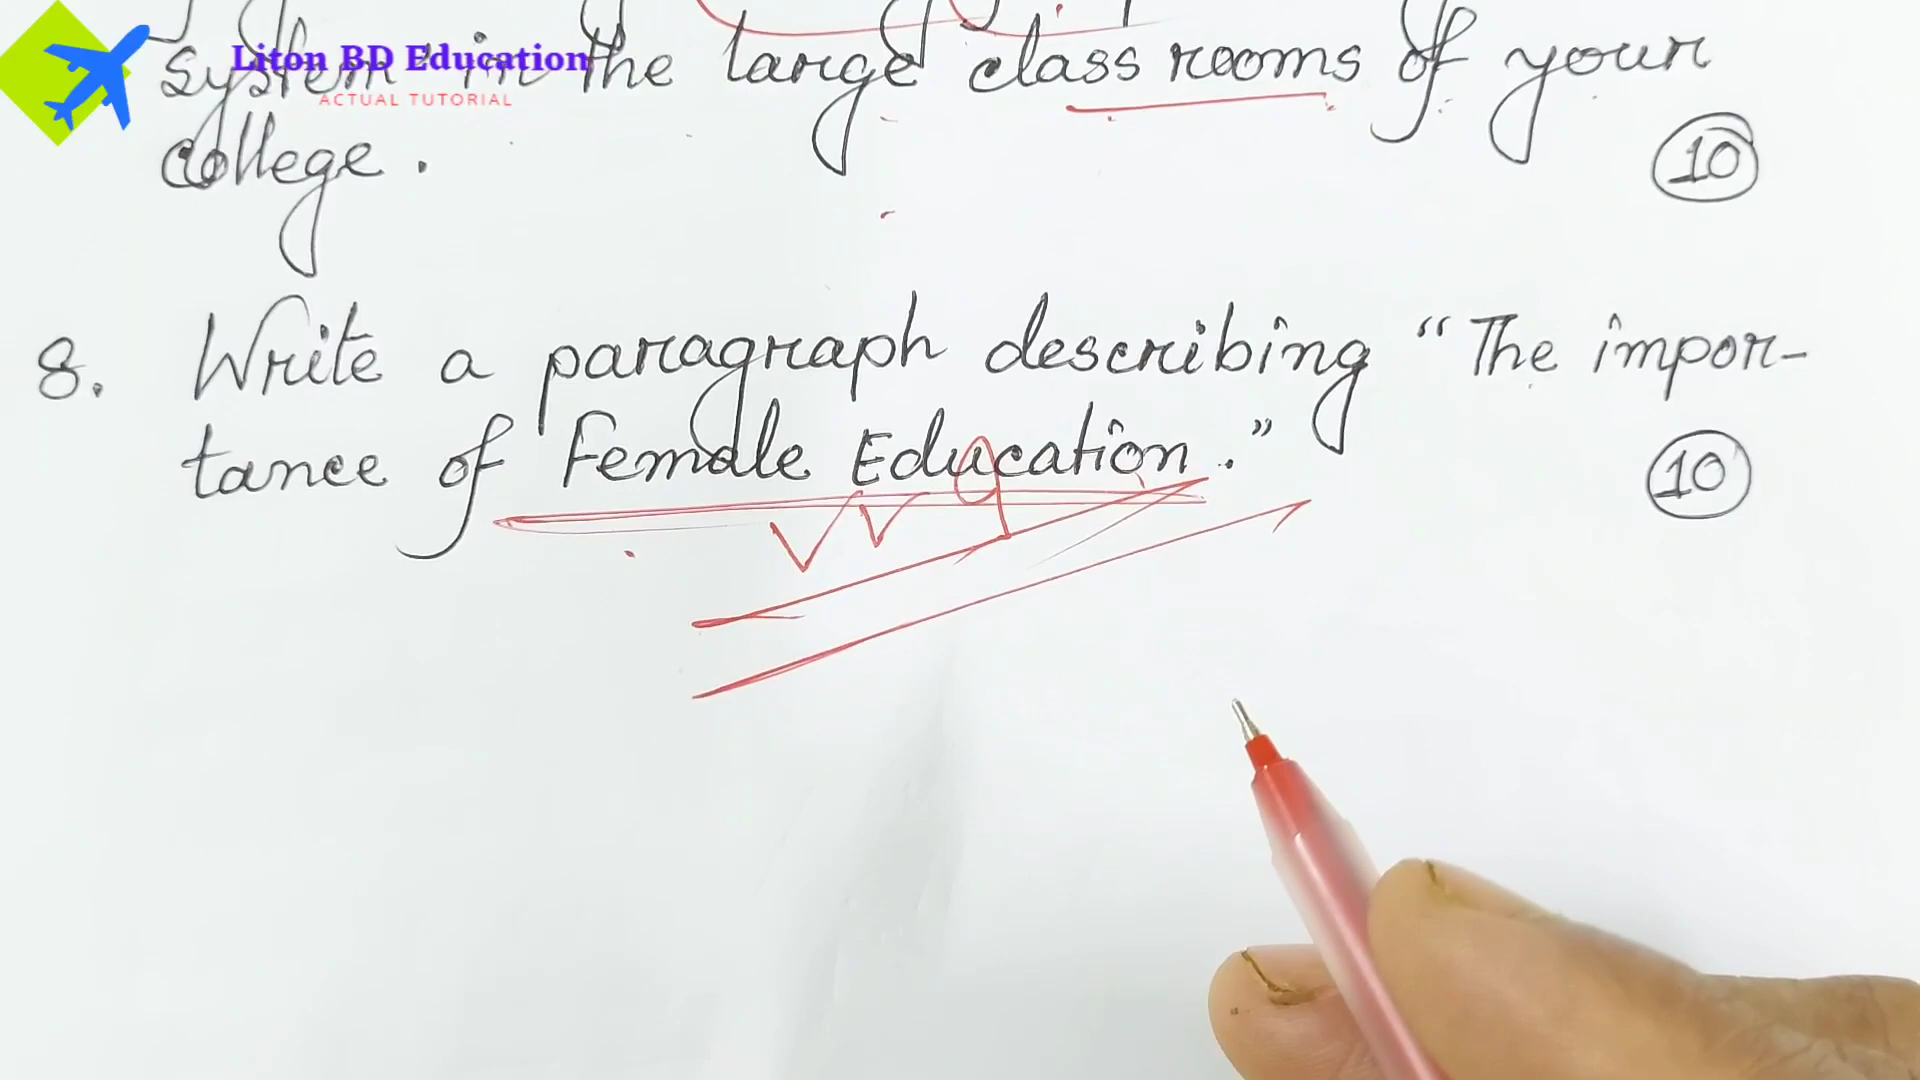 Liton BD Education
ACTUAL TUTORIAL
system" in the large class rooms of your
college.
10
8. Write a paragraph describing "The impor-
tance of Female Education."
10